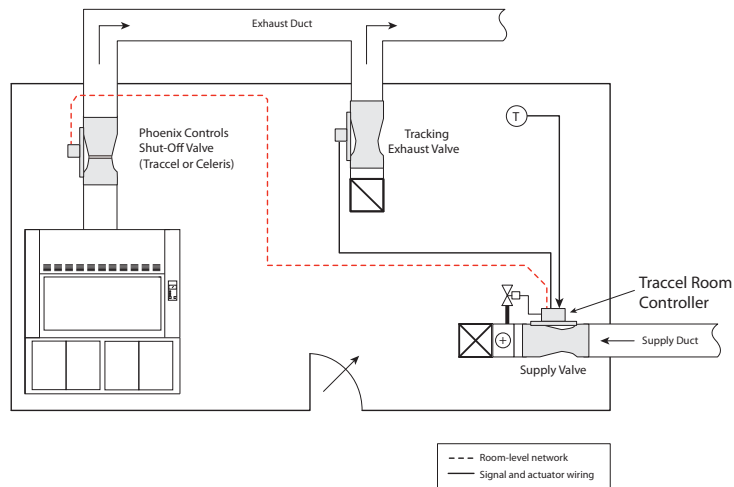 Exhaust Duct
Phoenix Controls
Shut-Off Valve
(Traccel or Celeris)
Tracking
Exhaust Valve
T
Traccel Room
Controller
Supply Duct
Supply Valve
Room-level network
Signal and actuator wiring